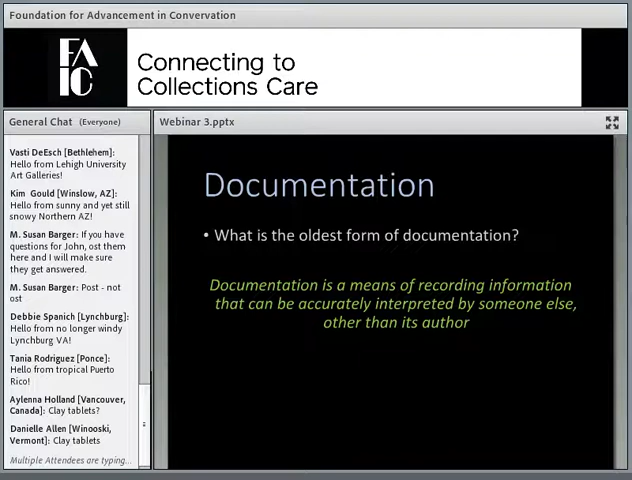 Foundation for Advancement in Convervation
FA
IC
Connecting to
Collections Care
General Chat (Everyone)
Vasti DeEsch [Bethlehem]:
Hello from Lehigh University
Art Galleries!
Kim Gould [Winslow, AZ]:
Hello from sunny and yet still
snowy Northern AZ!
M. Susan Barger: If you have
questions for John, ost them
here and I will make sure
they get answered.
M. Susan Barger: Post - not
ost
Debbie Spanich [Lynchburg]:
Hello from no longer windy
Lynchburg VA!
Tania Rodriguez [Ponce]:
Hello from tropical Puerto
Rico!
Aylenna Holland [Vancouver,
Canada]: Clay tablets?
Danielle Allen [Winooski,
Vermont]: Clay tablets
Multiple Attendees are typing...
Webinar 3.pptx
Documentation
• What is the oldest form of documentation?
Documentation is a means of recording information
that can be accurately interpreted by someone else,
other than its author